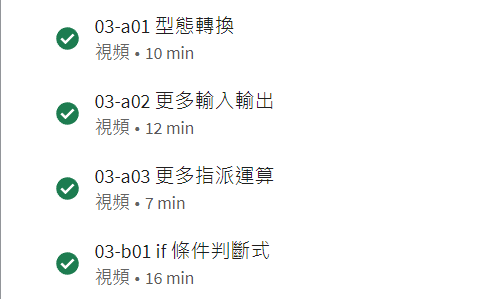 03-a01 型態轉換
視頻 • 10 min
03-a02 更多輸入輸出
視頻 • 12 min
03-a03 更多指派運算
視頻 • 7 min
03-b01 if 條件判斷式
視頻 • 16 min